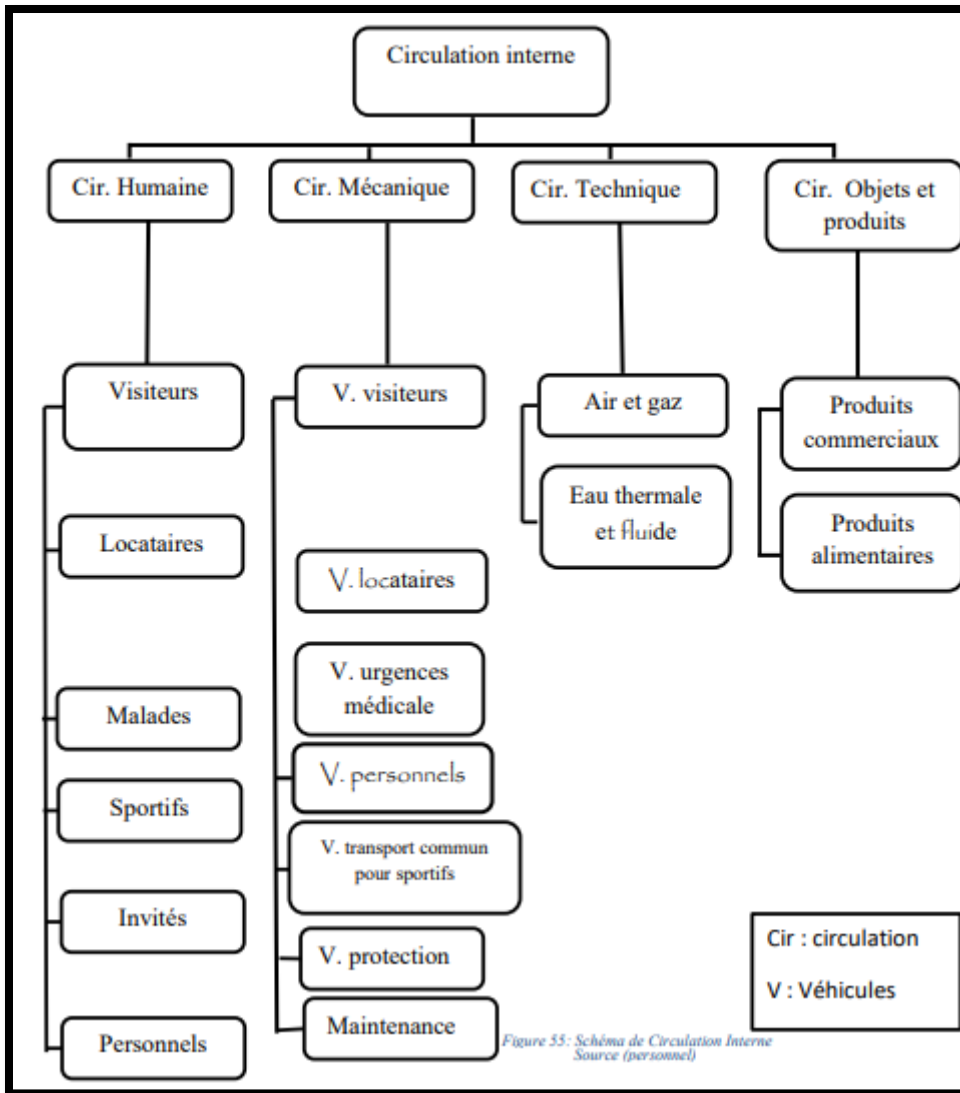 Circulation interne
Cir. Humaine
Cir. Mécanique
Cir. Technique
Cir. Objets et
produits
Visiteurs
Locataires
Malades
Sportifs
Invités
Personnels
V. visiteurs
V. locataires
V. urgences
médicale
V. personnels
V. transport commun
pour sportifs
V. protection
Maintenance
Air et gaz
Eau thermale
et fluide
Produits
commerciaux
Produits
alimentaires
Cir : circulation
V : Véhicules
Figure 55: Schéma de Circulation Interne
Source (personnel)